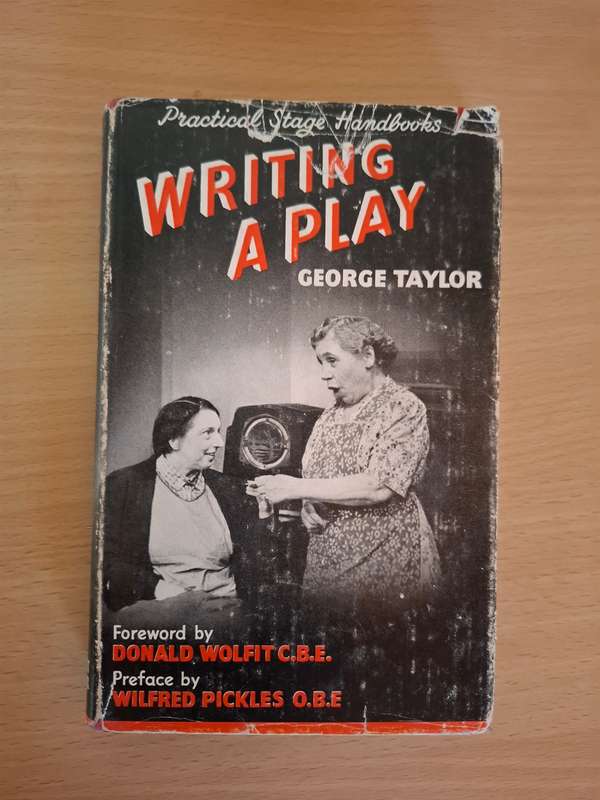 Practical Stage Handbooks
WRITING
A PLAY
GEORGE TAYLOR
Foreword by
DONALD WOLFIT C.B.E.
Preface by
WILFRED PICKLES O.B.E